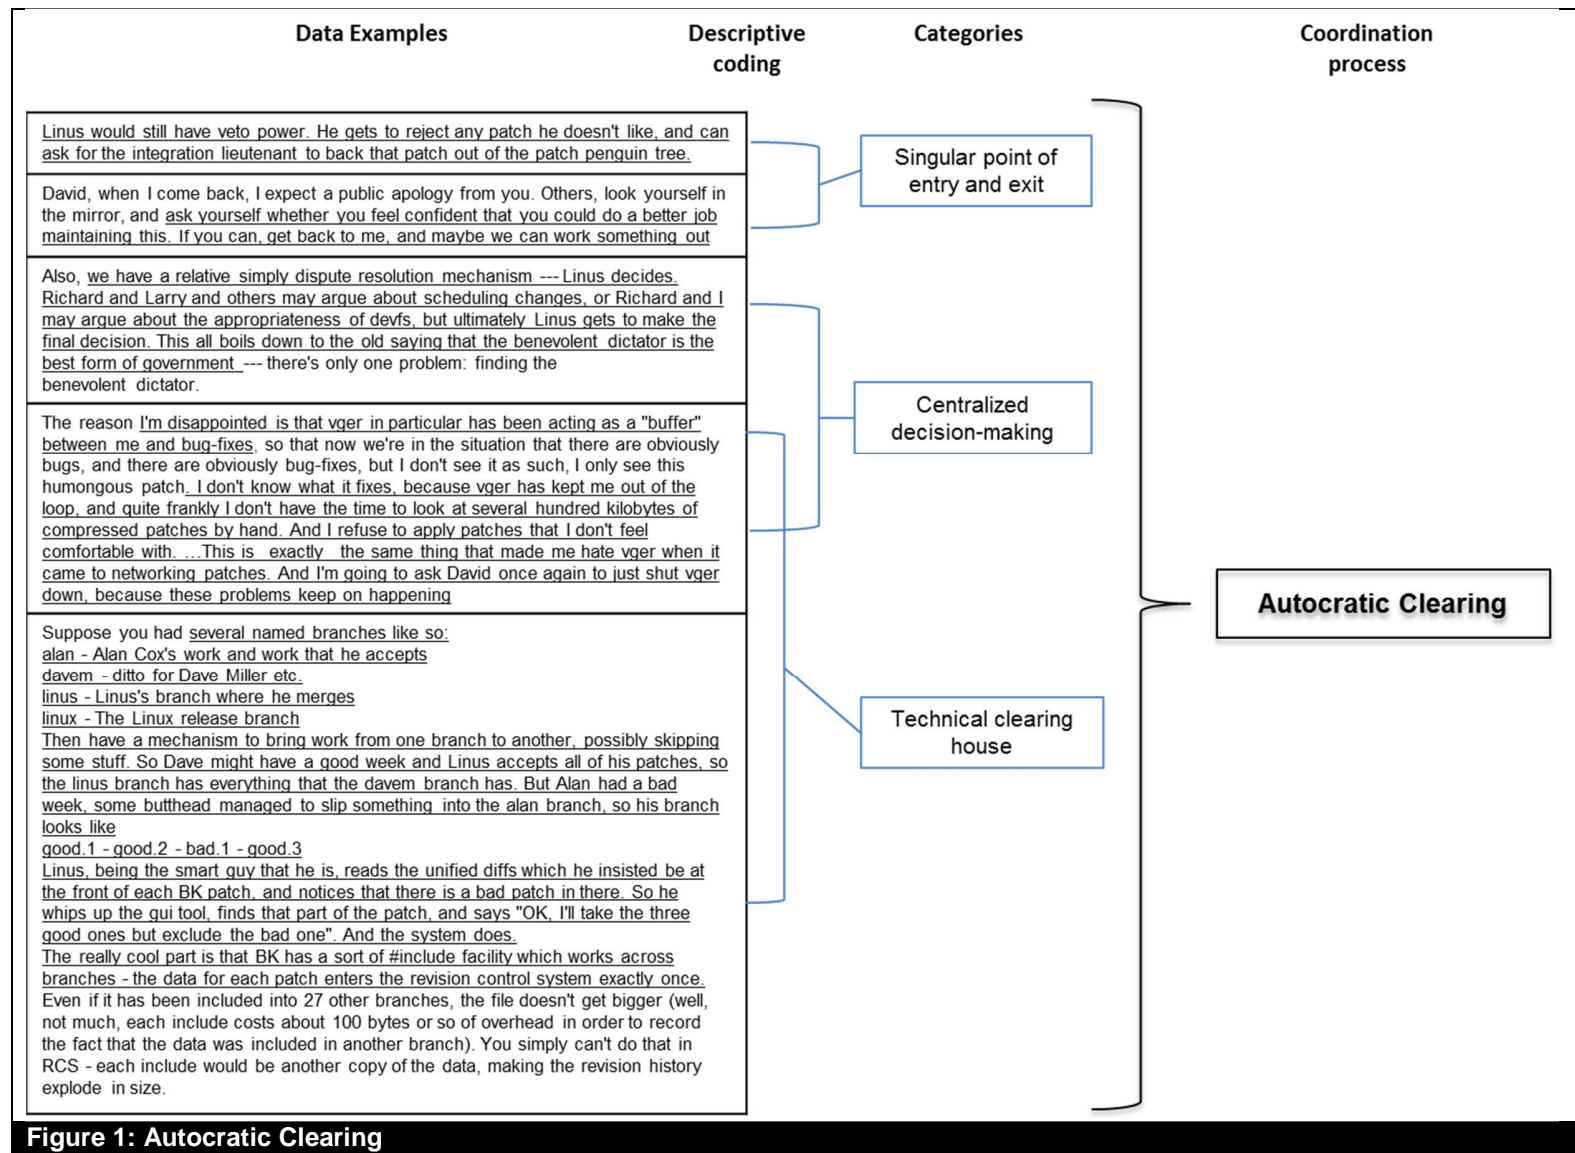 Data Examples
Descriptive
coding
Categories
Coordination
process
Linus would still have veto power. He gets to reject any patch he doesn't like, and can
ask for the integration lieutenant to back that patch out of the patch penguin tree.
David, when I come back, I expect a public apology from you. Others, look yourself in
the mirror, and ask yourself whether you feel confident that you could do a better job
maintaining this. If you can, get back to me, and maybe we can work something out
Also, we have a relative simply dispute resolution mechanism --- Linus decides.
Richard and Larry and others may argue about scheduling changes, or Richard and I
may argue about the appropriateness of devfs, but ultimately Linus gets to make the
final decision. This all boils down to the old saying that the benevolent dictator is the
best form of government --- there's only one problem: finding the
benevolent dictator.
The reason I'm disappointed is that vger in particular has been acting as a "buffer"
between me and bug-fixes, so that now we're in the situation that there are obviously
bugs, and there are obviously bug-fixes, but I don't see it as such, I only see this
humongous patch. I don't know what it fixes, because vger has kept me out of the
loop, and quite frankly I don't have the time to look at several hundred kilobytes of
compressed patches by hand. And I refuse to apply patches that I don't feel
comfortable with. ...This is exactly the same thing that made me hate vger when it
came to networking patches. And I'm going to ask David once again to just shut vger
down, because these problems keep on happening
Suppose you had several named branches like so:
alan - Alan Cox's work and work that he accepts
davem - ditto for Dave Miller etc.
linus - Linus's branch where he merges
linux - The Linux release branch
Then have a mechanism to bring work from one branch to another, possibly skipping
some stuff. So Dave might have a good week and Linus accepts all of his patches, so
the linus branch has everything that the davem branch has. But Alan had a bad
week, some butthead managed to slip something into the alan branch, so his branch
looks like
good.1 - good.2 - bad.1 - good.3
Linus, being the smart guy that he is, reads the unified diffs which he insisted be at
the front of each BK patch, and notices that there is a bad patch in there. So he
whips up the gui tool, finds that part of the patch, and says "OK, I'll take the three
good ones but exclude the bad one". And the system does.
The really cool part is that BK has a sort of #include facility which works across
branches - the data for each patch enters the revision control system exactly once.
Even if it has been included into 27 other branches, the file doesn't get bigger (well,
not much, each include costs about 100 bytes or so of overhead in order to record
the fact that the data was included in another branch). You simply can't do that in
RCS - each include would be another copy of the data, making the revision history
explode in size.
Singular point of
entry and exit
Centralized
decision-making
Technical clearing
house
Autocratic Clearing
Figure 1: Autocratic Clearing